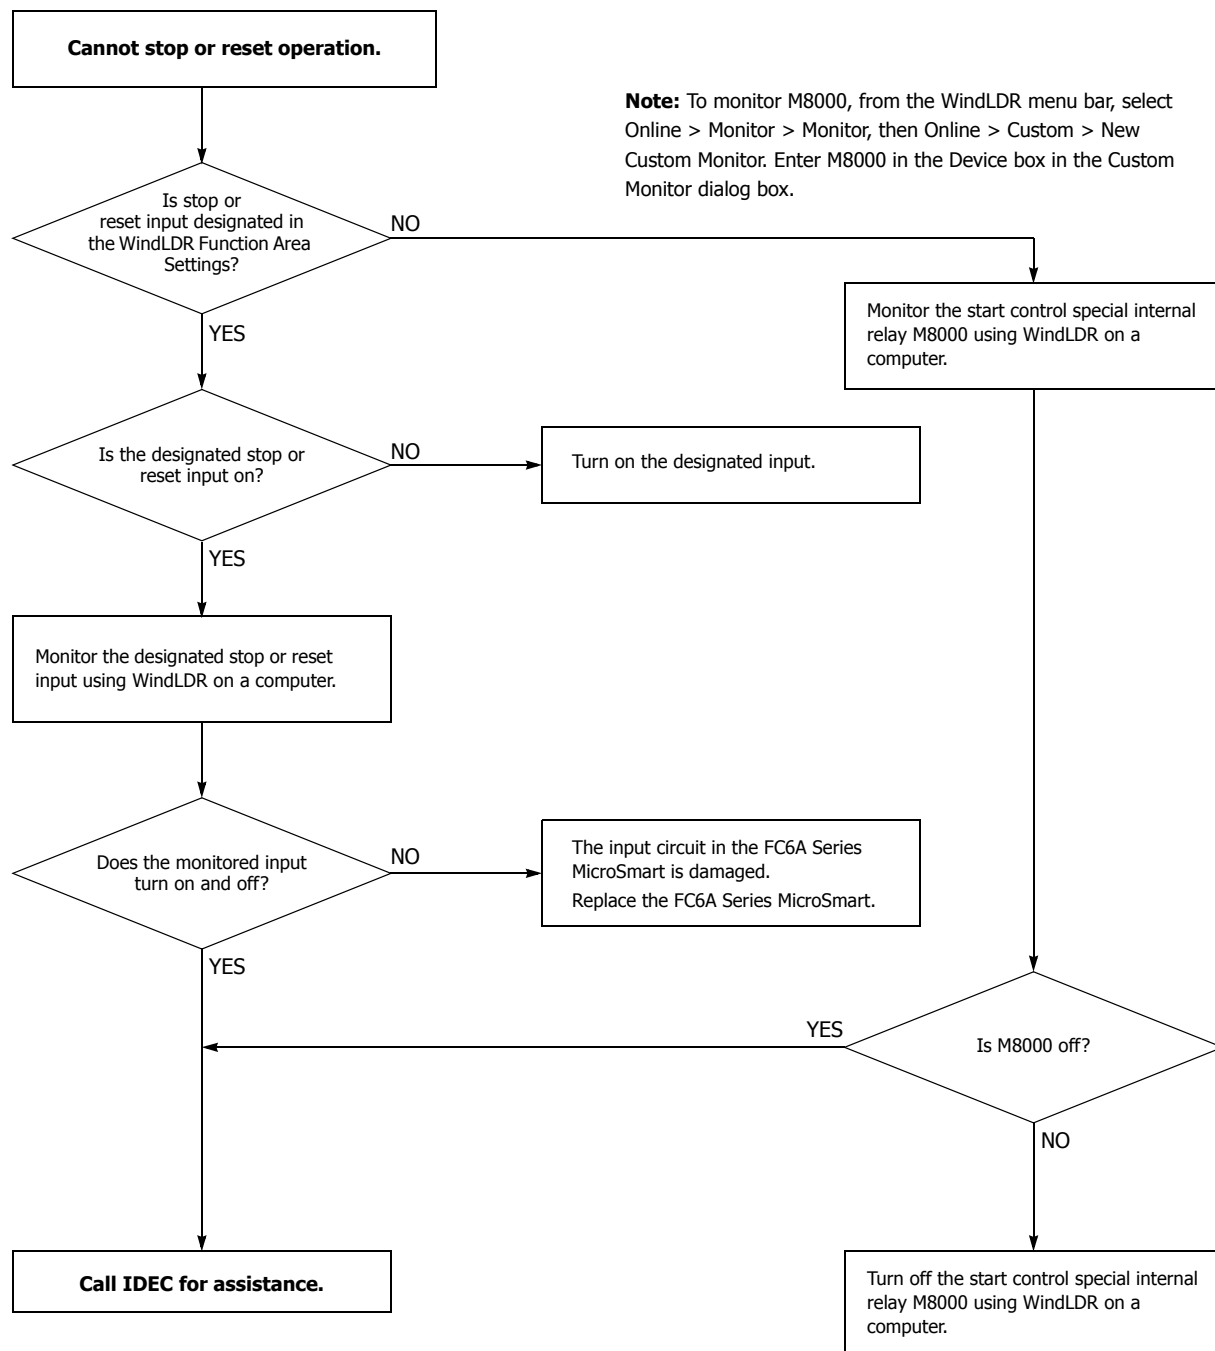 Cannot stop or reset operation.
Note: To monitor M8000, from the WindLDR menu bar, select
Online > Monitor > Monitor, then Online > Custom > New
Custom Monitor. Enter M8000 in the Device box in the Custom
Monitor dialog box.
Is stop or
reset input designated in
the WindLDR Function Area
Settings?
NO
YES
Monitor the start control special internal
relay M8000 using WindLDR on a
computer.
Is the designated stop or
reset input on?
NO
Turn on the designated input.
YES
Monitor the designated stop or reset
input using WindLDR on a computer.
Does the monitored input
turn on and off?
NO
The input circuit in the FC6A Series
MicroSmart is damaged.
Replace the FC6A Series MicroSmart.
YES
YES
Is M8000 off?
NO
Call IDEC for assistance.
Turn off the start control special internal
relay M8000 using WindLDR on a
computer.